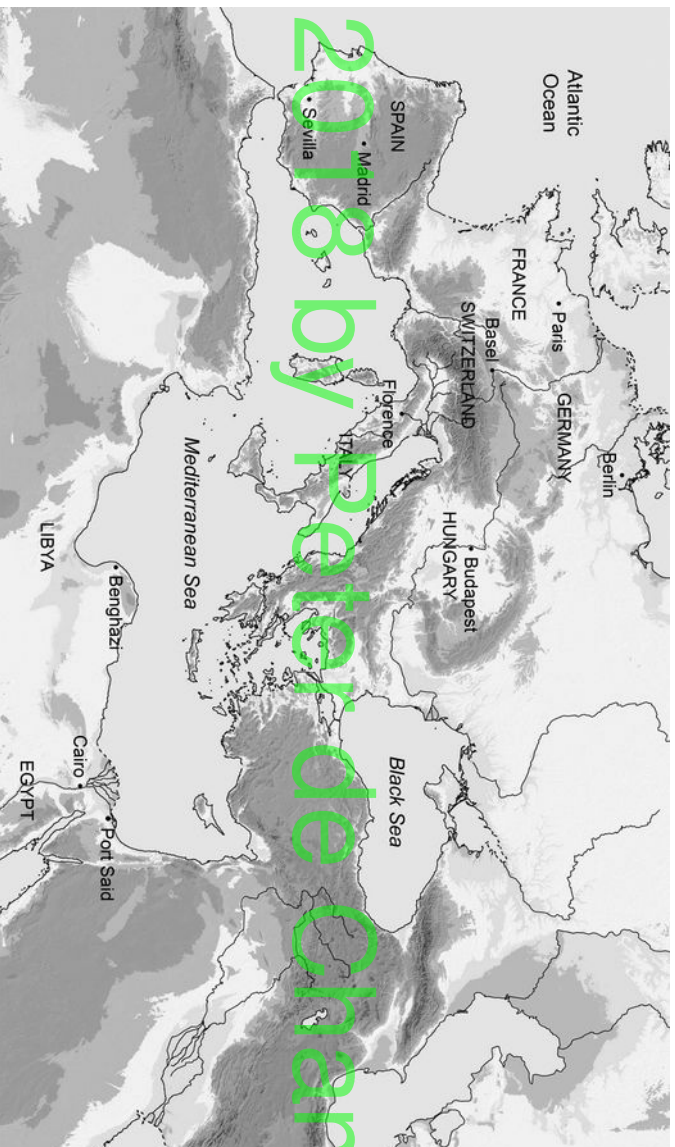 Atlantic
Ocean
Berlin
GERMANY
Paris
FRANCE
Basel
SWITZERLAND
Budapest
HUNGARY
SPAIN
Madrid
Sevilla
Florence
ITALY
Black Sea
Mediterranean Sea
Benghazi
LIBYA
Cairo
Port Said
EGYPT
2018 by Peter de Char